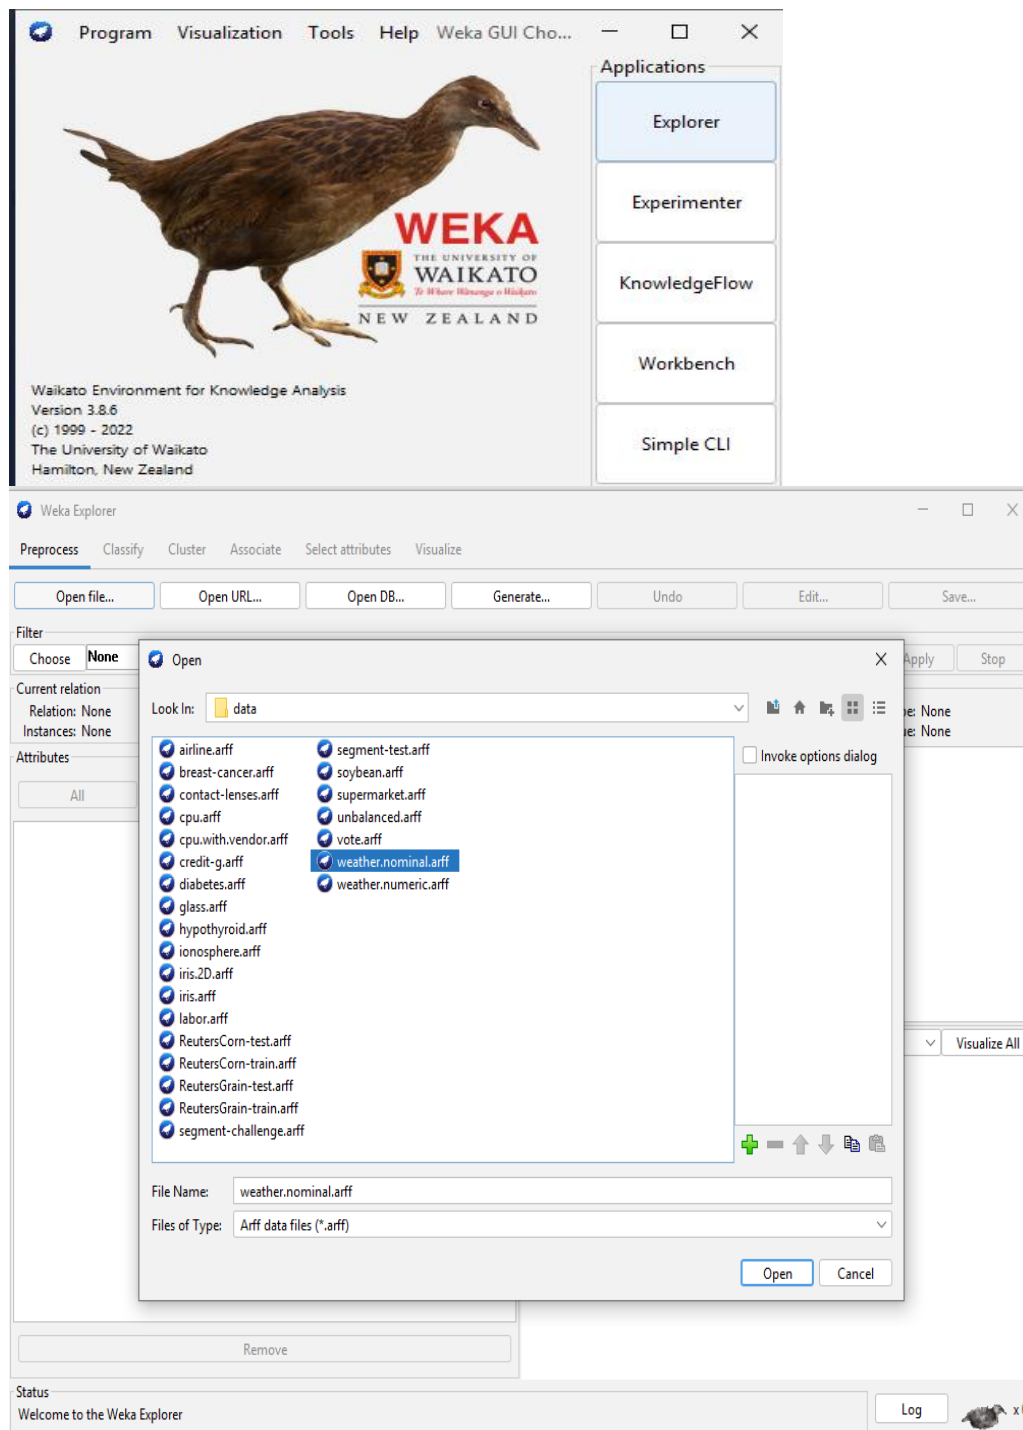 Program Visualization Tools Help Weka GUI Cho...
Applications
Explorer
Experimenter
KnowledgeFlow
Workbench
Simple CLI
WEKA
THE UNIVERSITY OF
WAIKATO
Te Whare Wānanga o Waikato
NEW ZEALAND
Waikato Environment for Knowledge Analysis
Version 3.8.6
(c) 1999 - 2022
The University of Waikato
Hamilton, New Zealand
Weka Explorer
Preprocess Classify Cluster Associate Select attributes Visualize
Open file... Open URL... Open DB... Generate... Undo Edit... Save...
Filter
Choose None
Apply Stop
Current relation
Relation: None
Instances: None
pe: None
ue: None
Attributes
All
Open
Look In: data
airline.arff
breast-cancer.arff
contact-lenses.arff
cpu.arff
cpu.with.vendor.arff
credit-g.arff
diabetes.arff
glass.arff
hypothyroid.arff
ionosphere.arff
iris.2D.arff
iris.arff
labor.arff
ReutersCorn-test.arff
ReutersCorn-train.arff
ReutersGrain-test.arff
ReutersGrain-train.arff
segment-challenge.arff
segment-test.arff
soybean.arff
supermarket.arff
unbalanced.arff
vote.arff
weather.nominal.arff
weather.numeric.arff
Invoke options dialog
File Name: weather.nominal.arff
Files of Type: Arff data files (*.arff)
Open Cancel
Visualize All
Remove
Status
Welcome to the Weka Explorer
Log
x